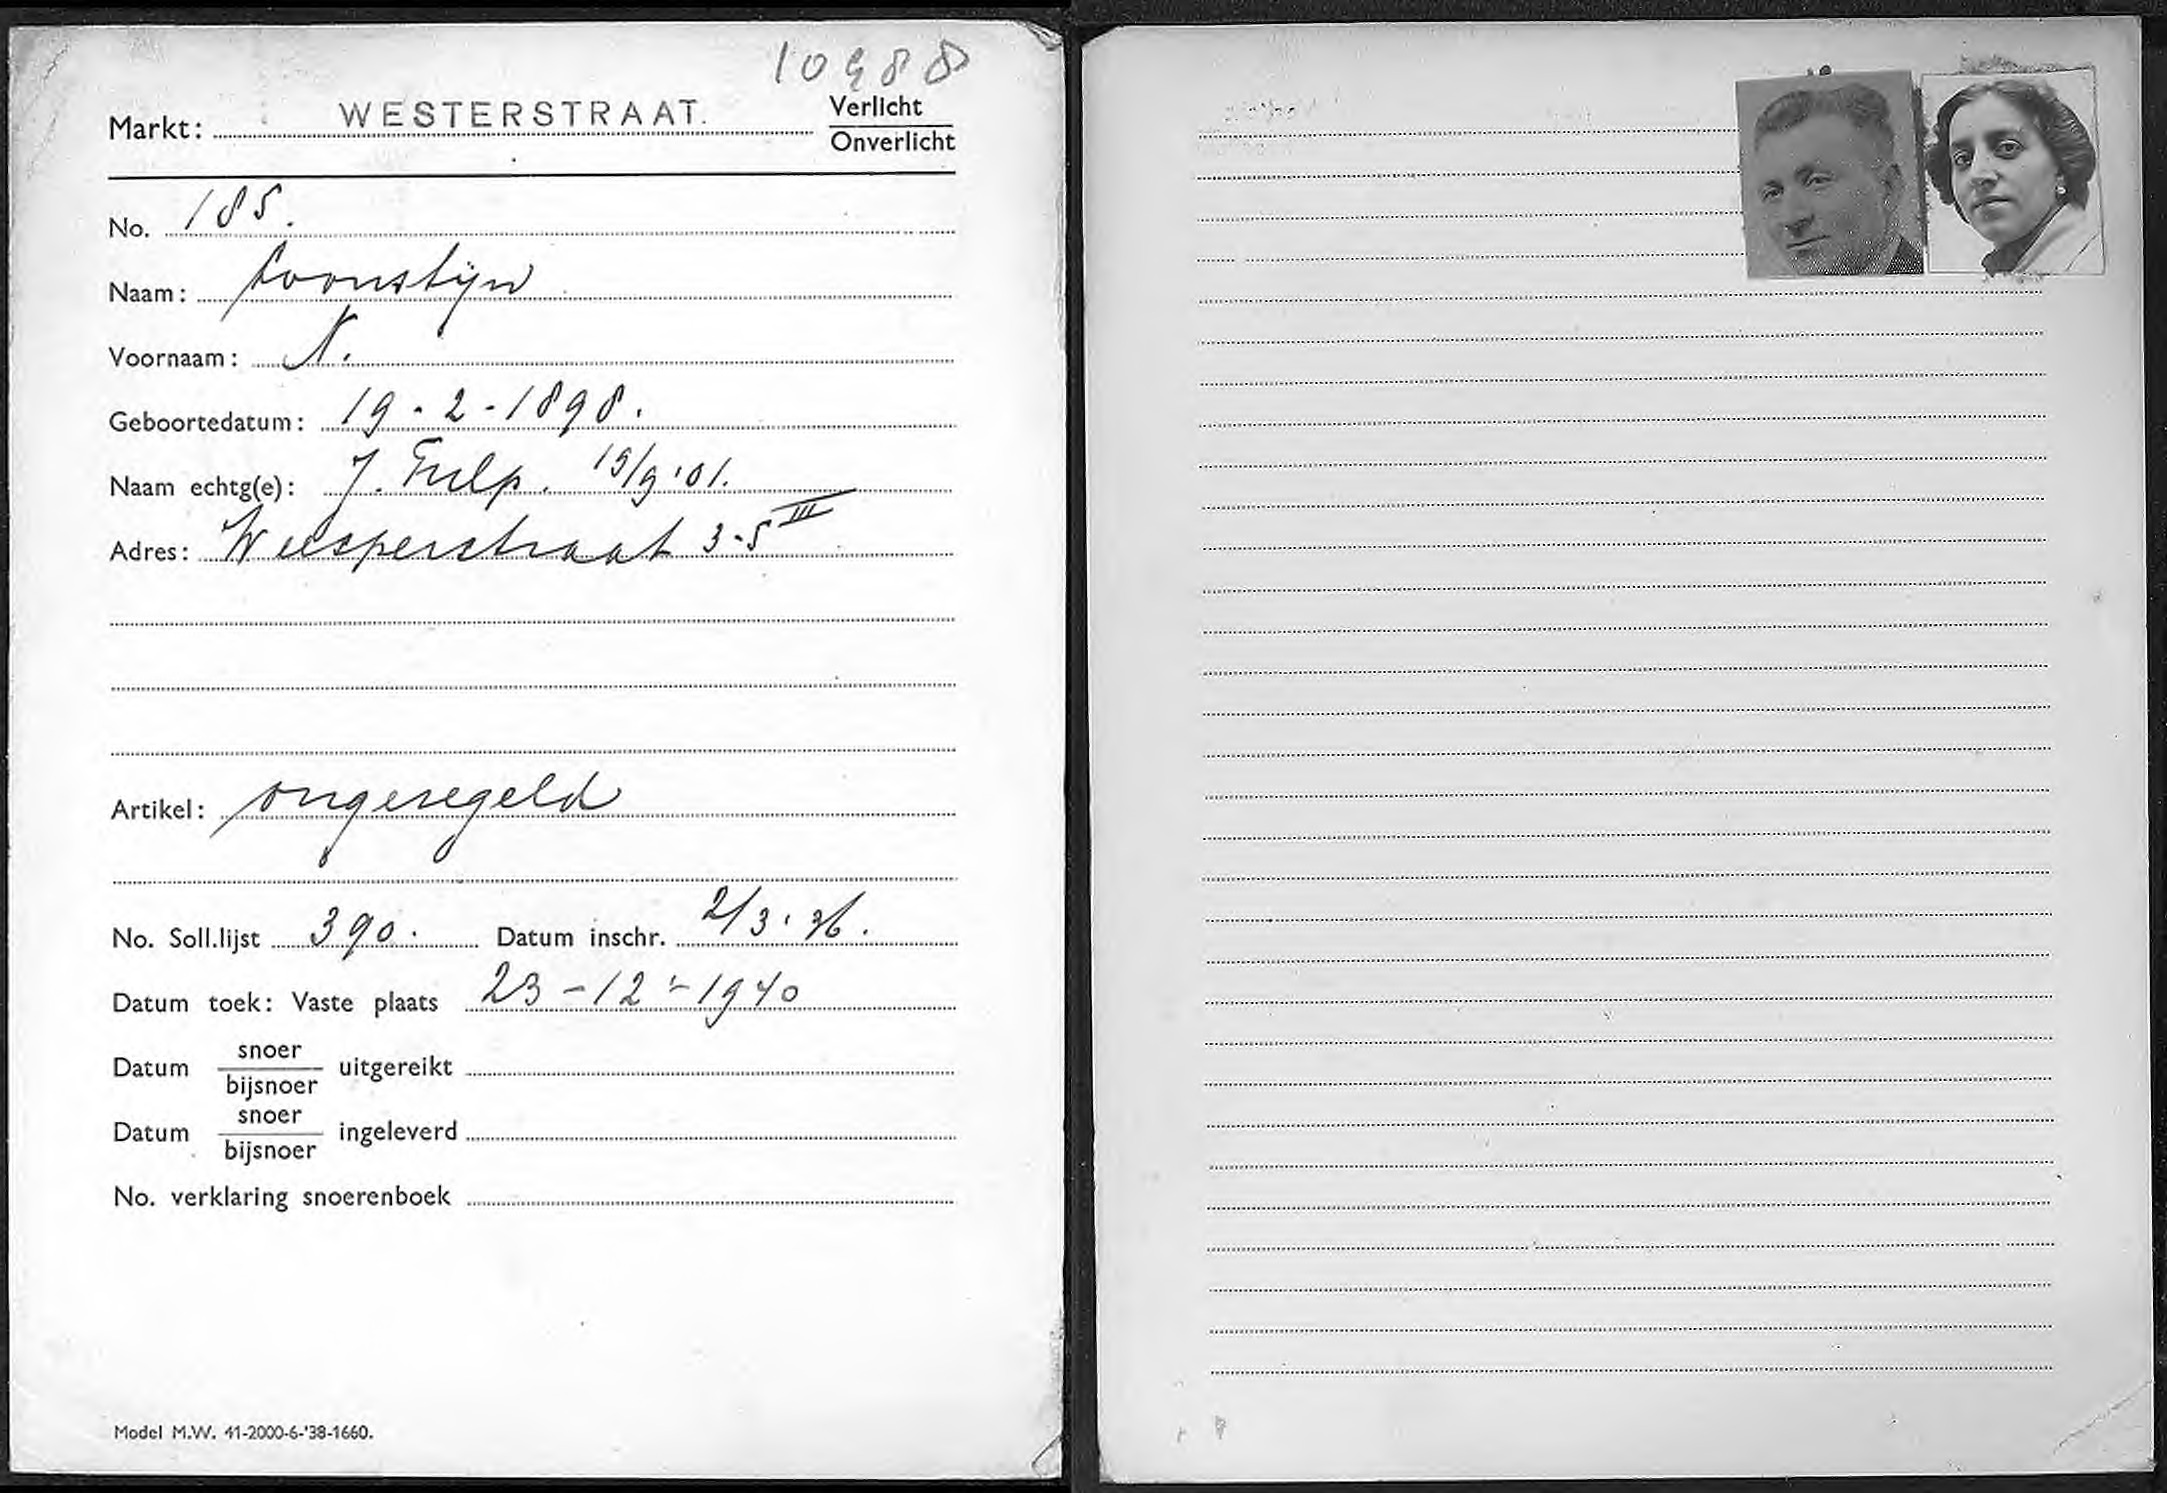 10988
Markt: WESTERSTRAAT. Verlicht
Onverlicht
No. 185.
Naam:
Voornaam: N.
Geboortedatum: 19-2-1898.
Naam echtg(e): J. Tulp. 15/9'01.
Adres: Weesperstraat 3-5 III
Artikel: ongeregeld
No. Soll.lijst 390. Datum inschr. 2/3.36.
Datum toek: Vaste plaats 23-12-1940
Datum snoer/bijsnoer uitgereikt
Datum snoer/bijsnoer ingeleverd
No. verklaring snoerenboek
Model M.W. 41-2000-6-'38-1660.